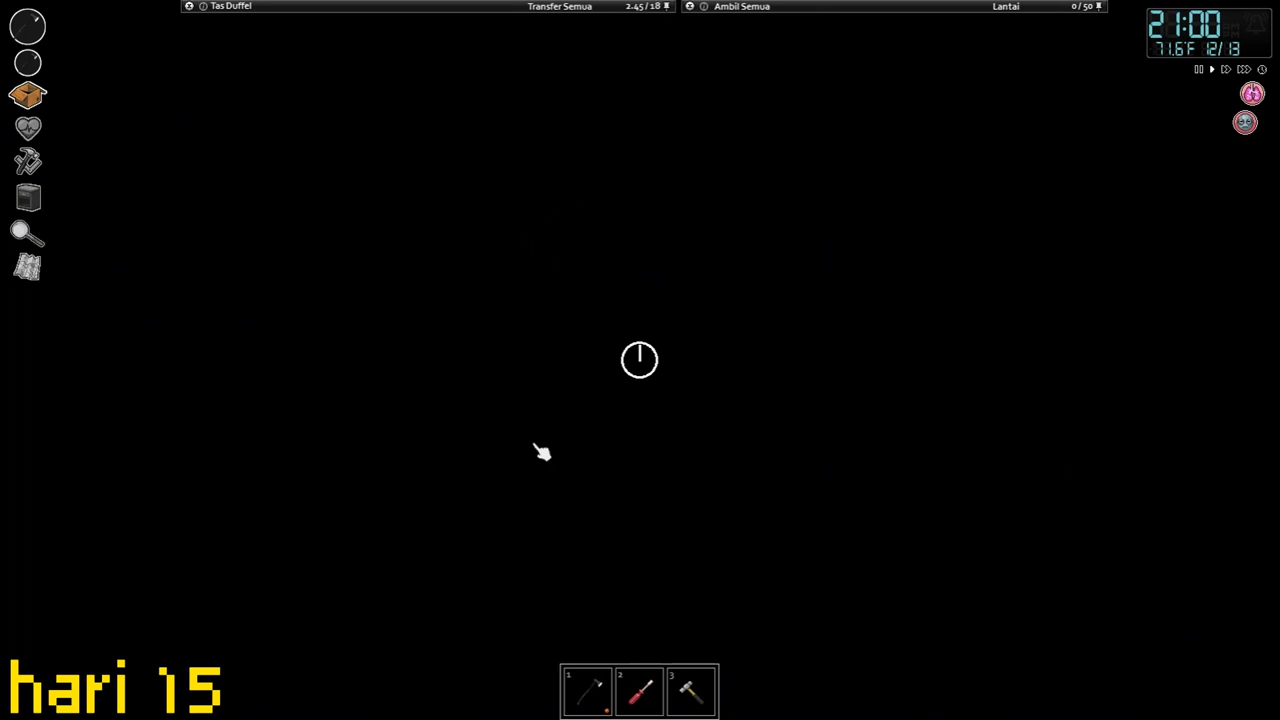 Tas Duffel Transfer Semua 2.45 / 18 Ambil Semua Lantai 0 / 50
21:00
71.6°F 12/13
1 2 3
hari 15